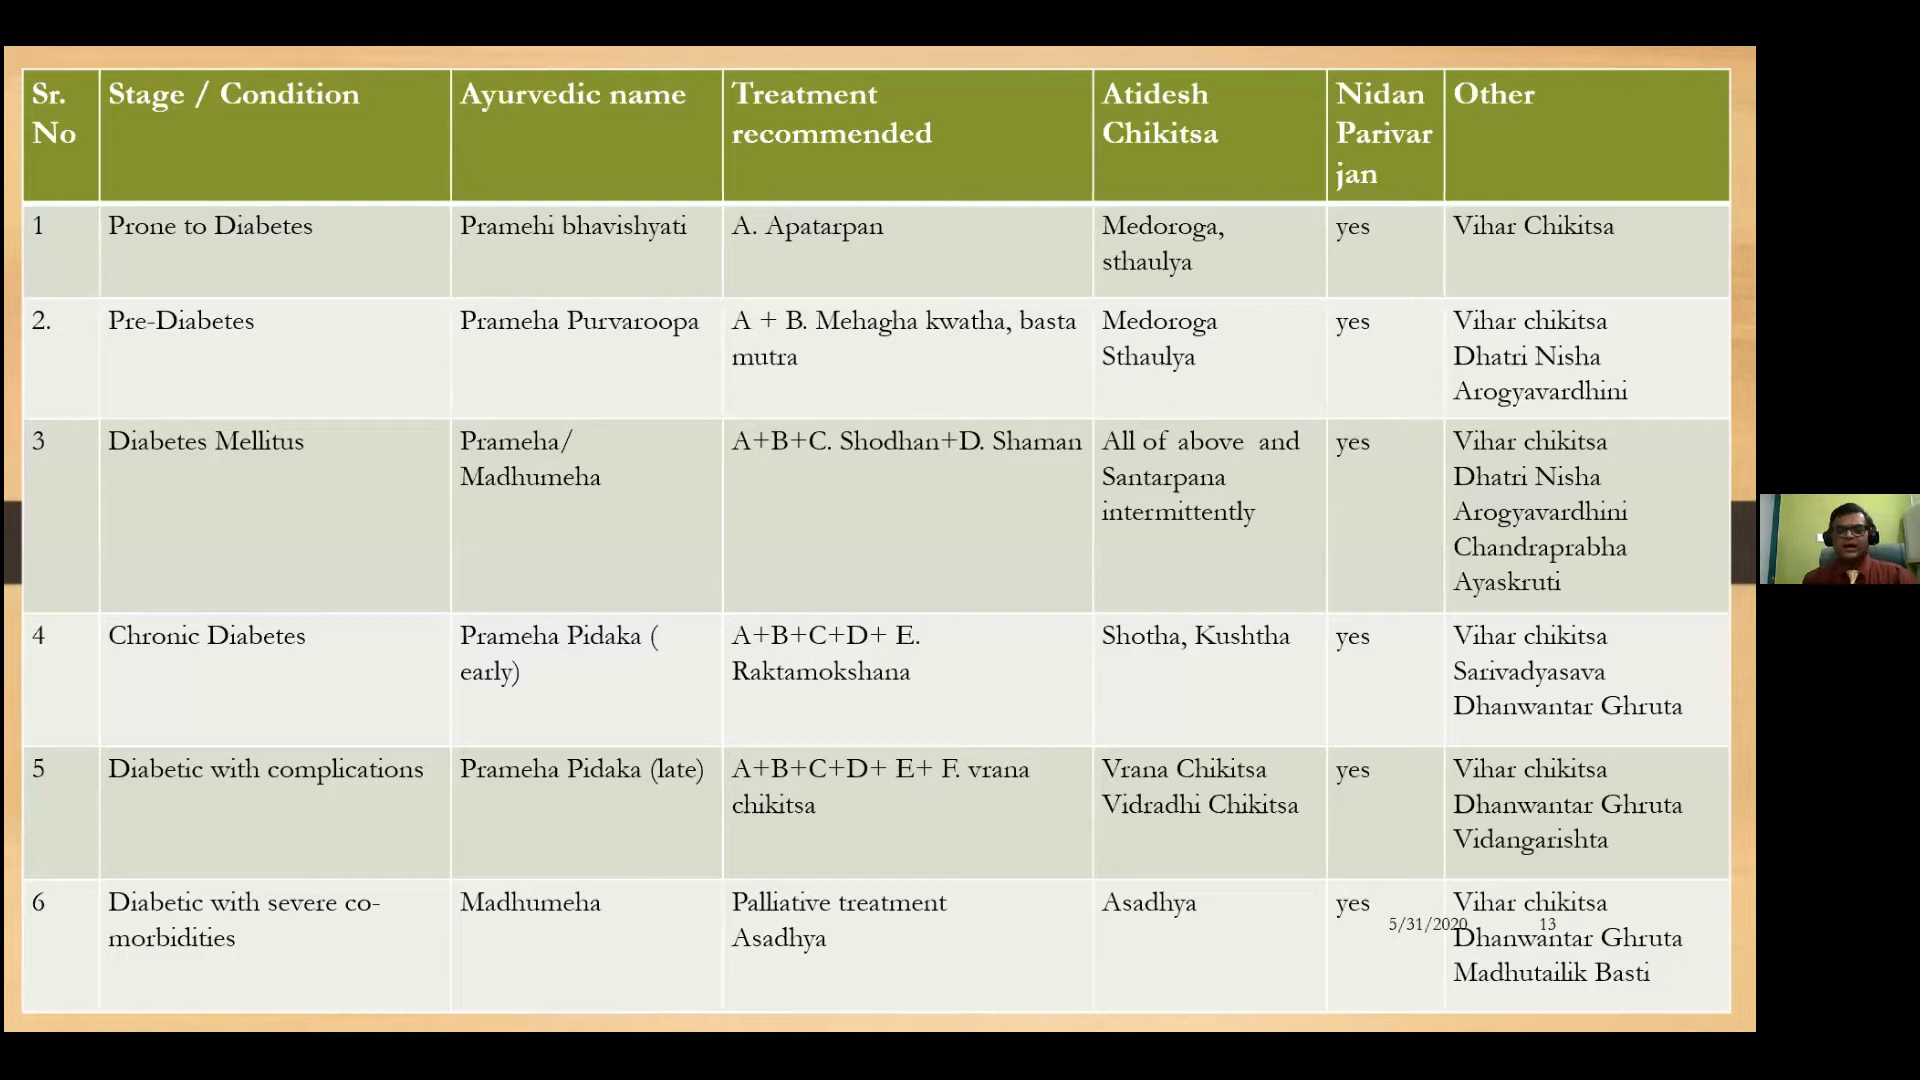 Sr. No
Stage / Condition
Ayurvedic name
Treatment
recommended
Atidesh
Chikitsa
Nidan
Parivar
jan
Other
1
Prone to Diabetes
Pramehi bhavishyati
A. Apatarpan
Medoroga,
sthaulya
yes
Vihar Chikitsa
2.
Pre-Diabetes
Prameha Purvaroopa
A + B. Mehagha kwatha, basta
mutra
Medoroga
Sthaulya
yes
Vihar chikitsa
Dhatri Nisha
Arogyavardhini
3
Diabetes Mellitus
Prameha/
Madhumeha
A+B+C. Shodhan+D. Shaman
All of above and
Santarpana
intermittently
yes
Vihar chikitsa
Dhatri Nisha
Arogyavardhini
Chandraprabha
Ayaskruti
4
Chronic Diabetes
Prameha Pidaka (
early)
A+B+C+D+ E.
Raktamokshana
Shotha, Kushtha
yes
Vihar chikitsa
Sarivadyasava
Dhanwantar Ghruta
5
Diabetic with complications
Prameha Pidaka (late)
A+B+C+D+ E+ F. vrana
chikitsa
Vrana Chikitsa
Vidradhi Chikitsa
yes
Vihar chikitsa
Dhanwantar Ghruta
Vidangarishta
6
Diabetic with severe co-
morbidities
Madhumeha
Palliative treatment
Asadhya
Asadhya
yes
Vihar chikitsa
Dhanwantar Ghruta
Madhutailik Basti
5/31/2020
13